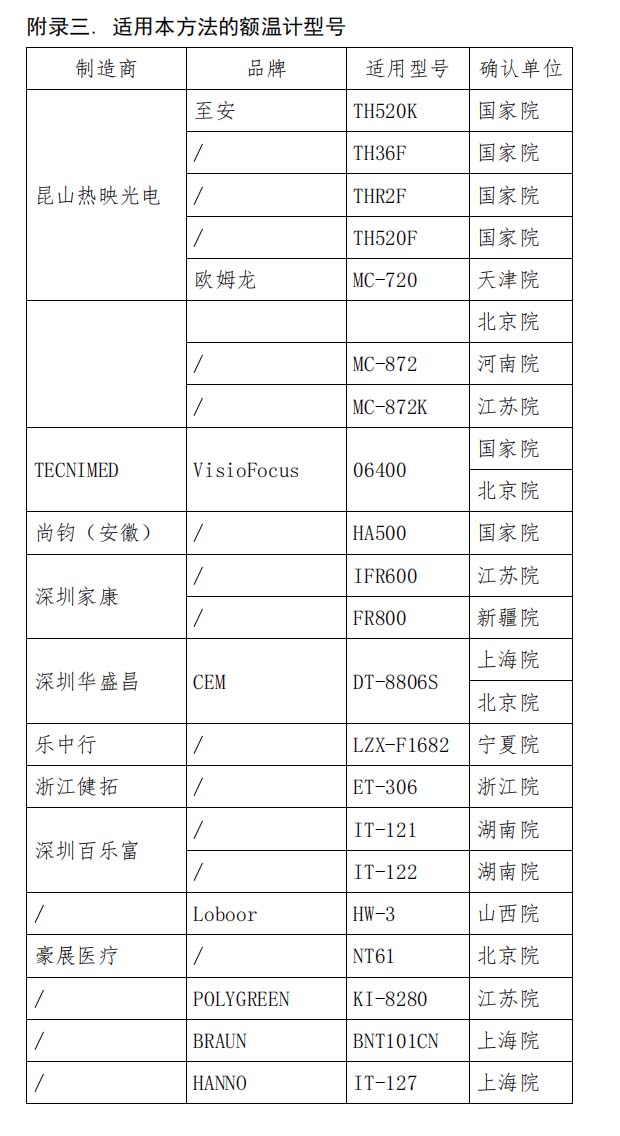 附录三. 适用本方法的额温计型号
制造商 品牌 适用型号 确认单位
昆山热映光电 至安 TH520K 国家院
/ TH36F 国家院
/ THR2F 国家院
/ TH520F 国家院
欧姆龙 MC-720 天津院
北京院
/ MC-872 河南院
/ MC-872K 江苏院
TECNIMED VisioFocus 06400 国家院
北京院
尚钧（安徽） / HA500 国家院
深圳家康 / IFR600 江苏院
/ FR800 新疆院
深圳华盛昌 CEM DT-8806S 上海院
北京院
乐中行 / LZX-F1682 宁夏院
浙江健拓 / ET-306 浙江院
深圳百乐富 / IT-121 湖南院
/ IT-122 湖南院
/ Loboor HW-3 山西院
豪展医疗 / NT61 北京院
/ POLYGREEN KI-8280 江苏院
/ BRAUN BNT101CN 上海院
/ HANNO IT-127 上海院